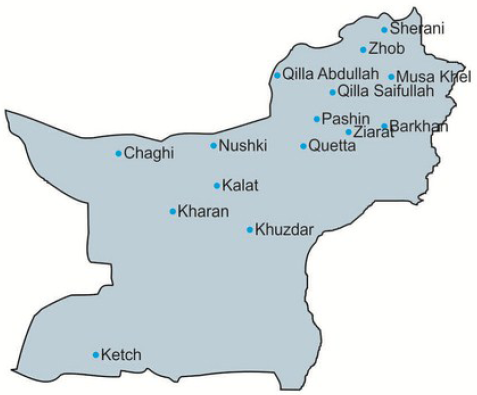 Sherani
Zhob
Qilla Abdullah
Musa Khel
Qilla Saifullah
Pashin
Barkhan
Ziarat
Quetta
Nushki
Chaghi
Kalat
Kharan
Khuzdar
Ketch